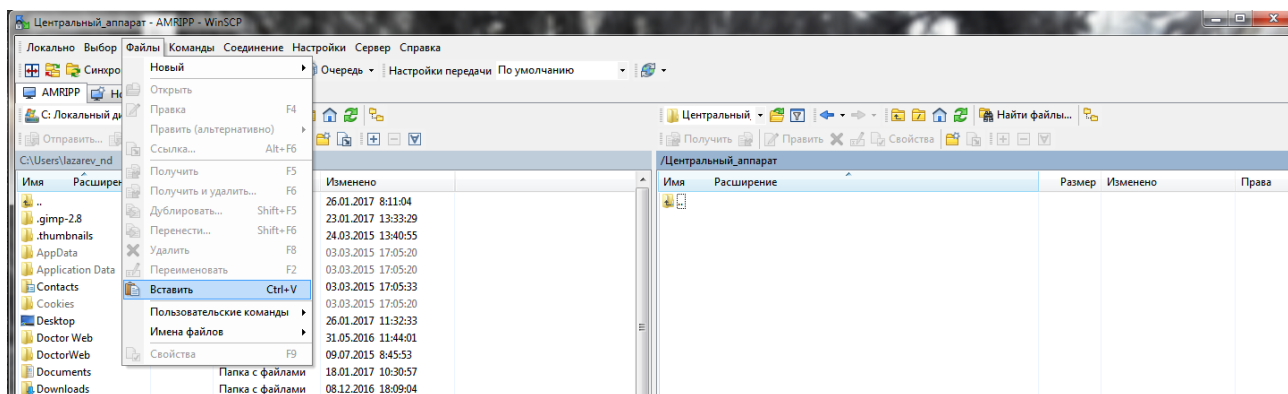 Центральный_аппарат - AMRIPP - WinSCP
Локально Выбор Файлы Команды Соединение Настройки Сервер Справка
Синхро Очередь Настройки передачи По умолчанию
AMRIPP
C: Локальный Центральный Найти файлы...
Отправить... Получить Править Свойства
C:\Users\lazarev_nd /Центральный_аппарат
Имя Изменено Имя Расширение Размер Изменено Права
Новый
Открыть
Правка F4
Править (альтернативно)
Ссылка... Alt+F6
Получить F5
Получить и удалить... F6
Дублировать... Shift+F5
Перенести... Shift+F6
Удалить F8
Переименовать F2
Вставить Ctrl+V
Пользовательские команды
Имена файлов
Свойства F9
.. 26.01.2017 8:11:04 ..
.gimp-2.8 23.01.2017 13:33:29
.thumbnails 24.03.2015 13:40:55
AppData 03.03.2015 17:05:20
Application Data 03.03.2015 17:05:20
Contacts 03.03.2015 17:05:33
Cookies 03.03.2015 17:05:20
Desktop 26.01.2017 11:32:33
Doctor Web 31.05.2016 11:44:01
DoctorWeb 09.07.2015 8:45:53
Documents Папка с файлами 18.01.2017 10:30:57
Downloads Папка с файлами 08.12.2016 18:09:04